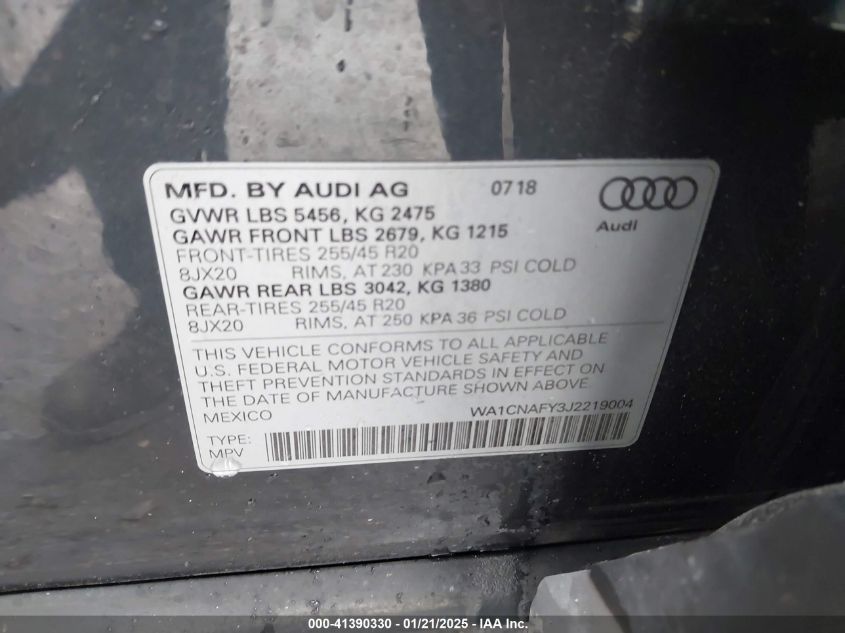 MFD. BY AUDI AG 07 18
GVWR LBS 5456, KG 2475
GAWR FRONT LBS 2679, KG 1215
Audi
FRONT-TIRES 255/45 R20
8JX20 RIMS, AT 230 KPA 33 PSI COLD
GAWR REAR LBS 3042, KG 1380
REAR-TIRES 255/45 R20
8JX20 RIMS, AT 250 KPA 36 PSI COLD
THIS VEHICLE CONFORMS TO ALL APPLICABLE
U.S. FEDERAL MOTOR VEHICLE SAFETY AND
THEFT PREVENTION STANDARDS IN EFFECT ON
THE DATE OF MANUFACTURE SHOWN ABOVE.
MEXICO WA1CNAFY3J2219004
TYPE:
MPV
000-41390330 - 01/21/2025 - IAA Inc.